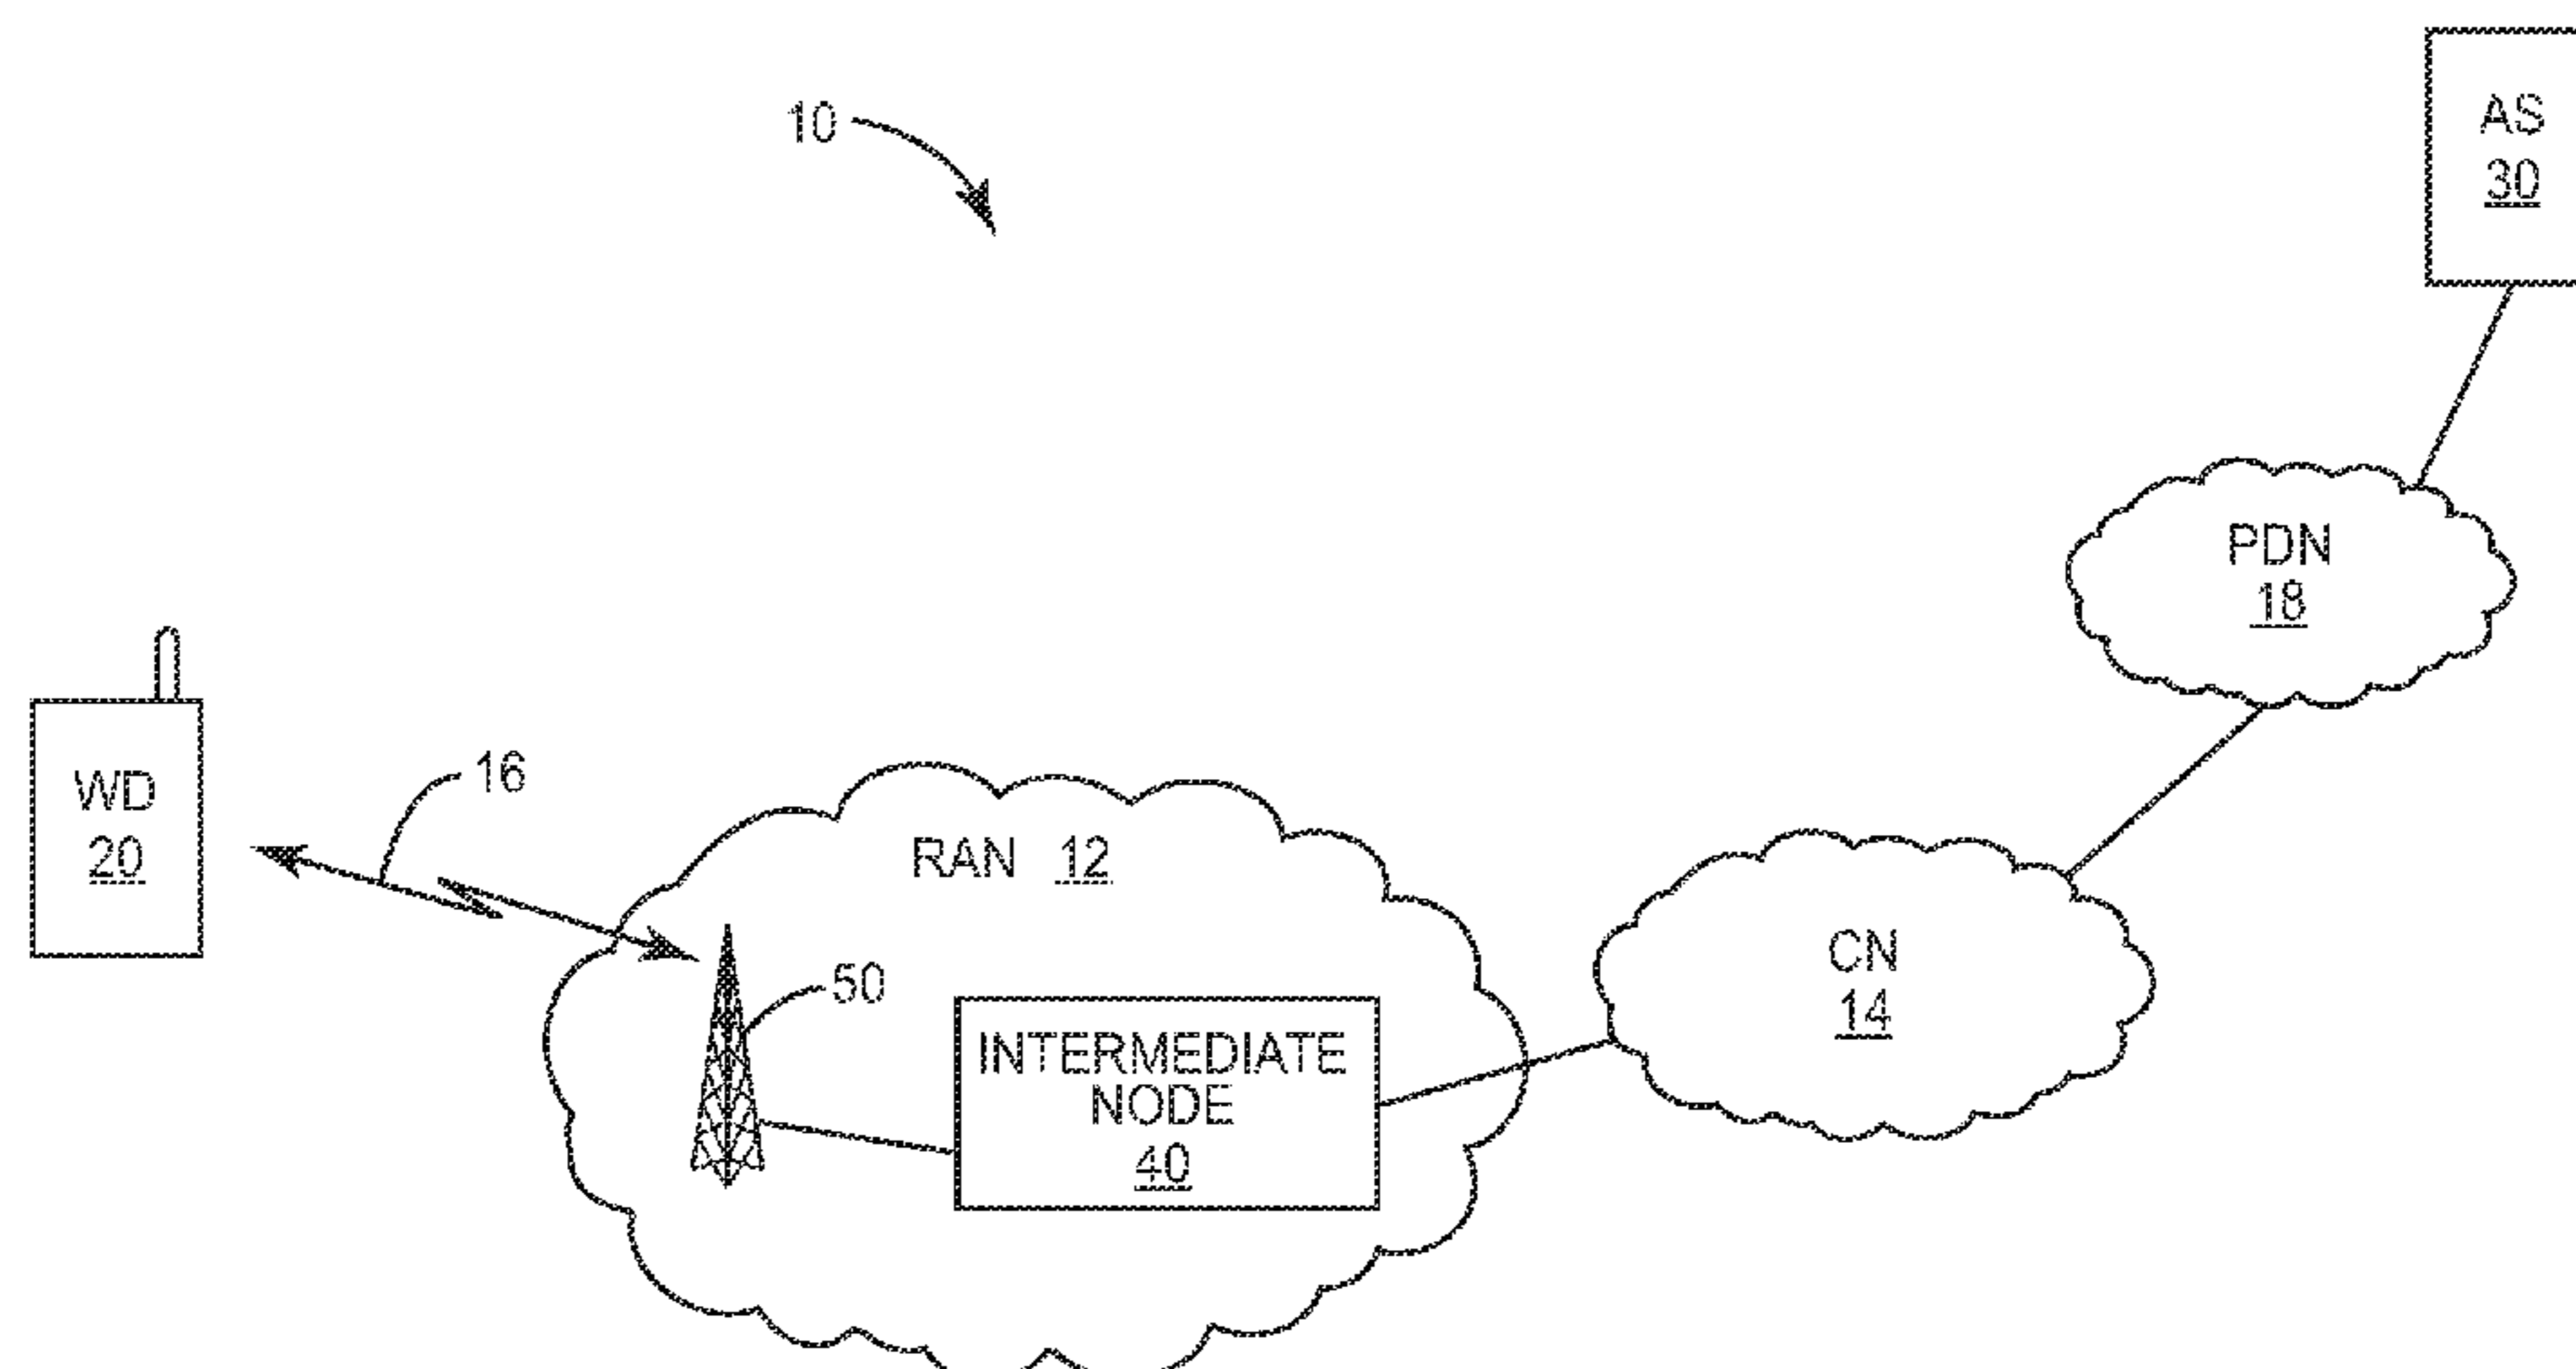 10
AS
30
PDN
18
WD
20
16
RAN 12
50
CN
14
INTERMEDIATE
NODE
40